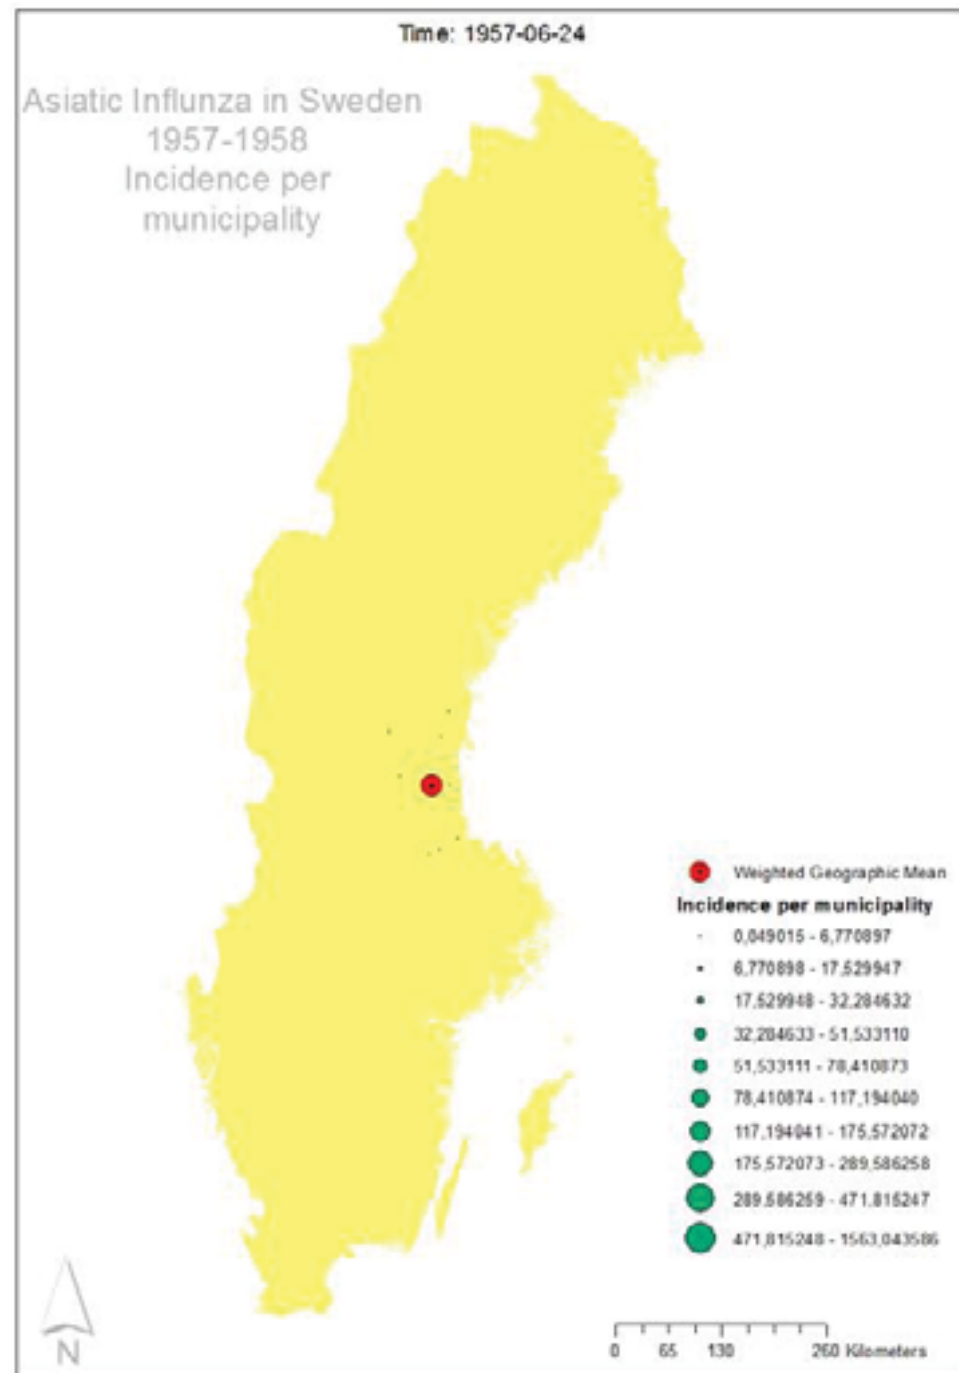 Time: 1957-06-24
Asiatic Influnza in Sweden
1957-1958
Incidence per
municipality
Weighted Geographic Mean
Incidence per municipality
0,049015 - 6,770897
6,770898 - 17,529947
17,529948 - 32,284632
32,284633 - 51,533110
51,533111 - 78,410873
78,410874 - 117,194040
117,194041 - 175,572072
175,572073 - 289,586258
289,586259 - 471,815247
471,815248 - 1563,043586
N
0 65 130 260 Kilometers